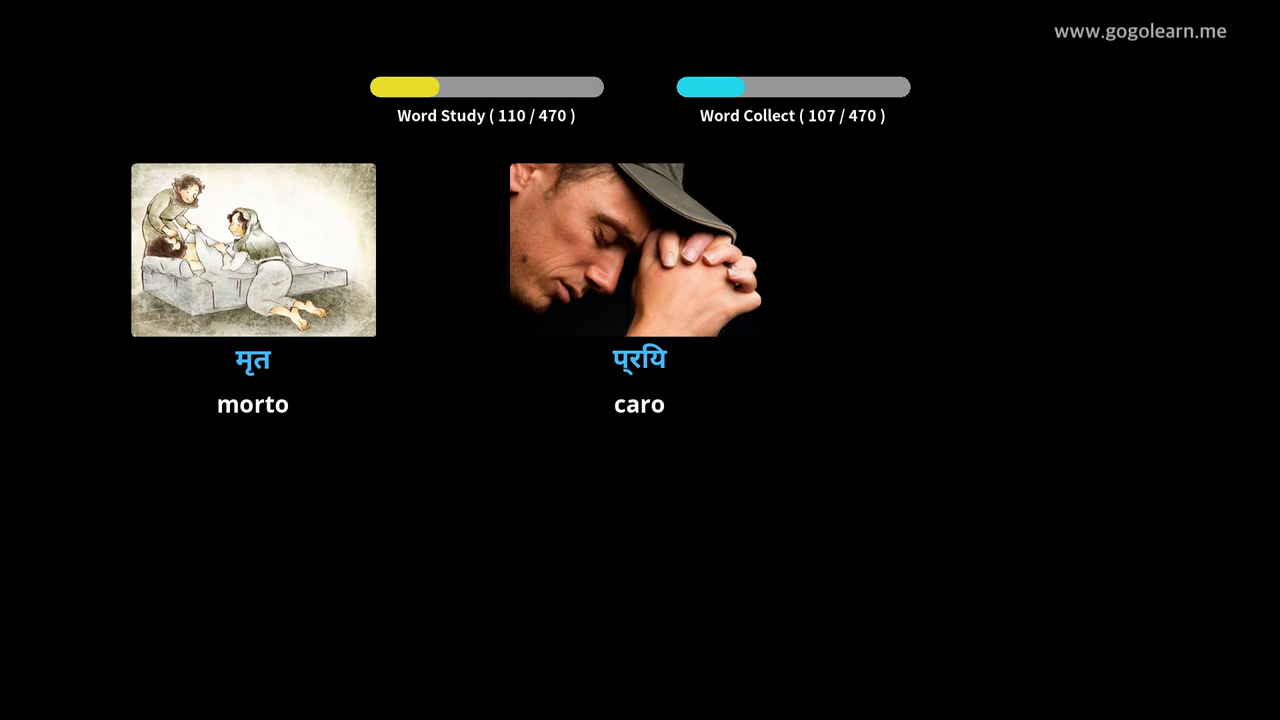 www.gogolearn.me
Word Study ( 110 / 470 )
Word Collect ( 107 / 470 )
मृत
प्रयि
morto
caro